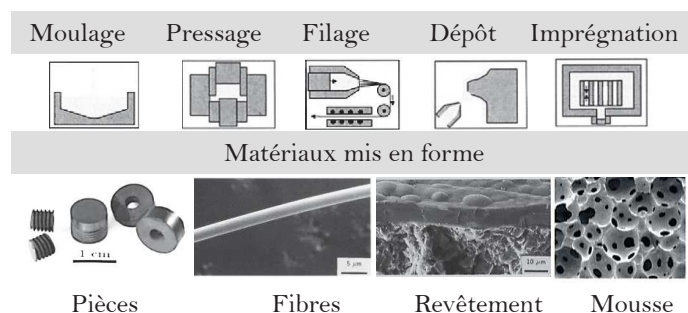 Moulage Pressage Filage Dépôt Imprégnation
Matériaux mis en forme
1 cm
5 µm
10 µm
Pièces Fibres Revêtement Mousse